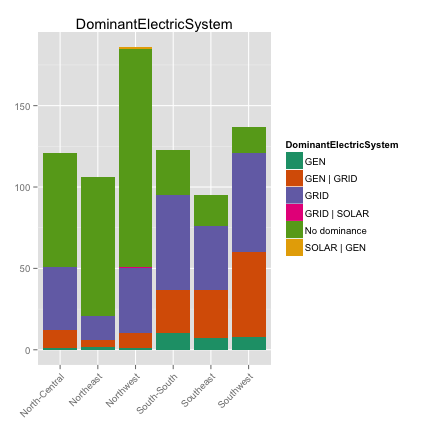 DominantElectricSystem
150
100
50
0
North-Central
Northeast
Northwest
South-South
Southeast
Southwest
DominantElectricSystem
GEN
GEN | GRID
GRID
GRID | SOLAR
No dominance
SOLAR | GEN